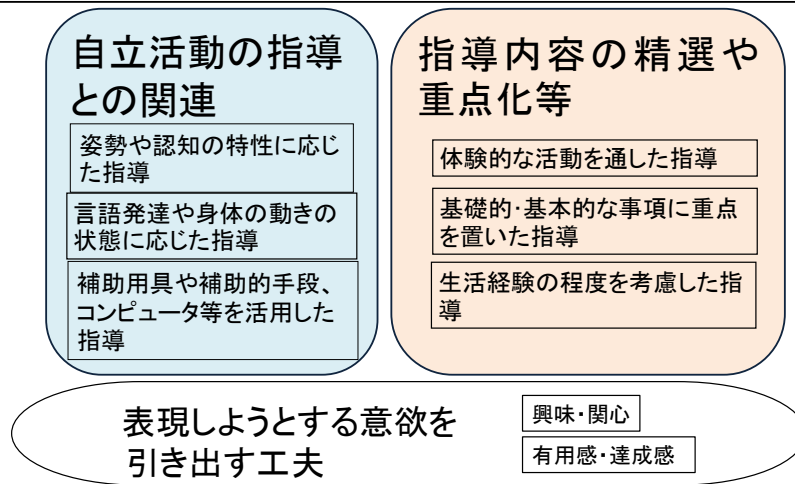 自立活動の指導
との関連
姿勢や認知の特性に応じ
た指導
言語発達や身体の動きの
状態に応じた指導
補助用具や補助的手段、
コンピュータ等を活用した
指導
指導内容の精選や
重点化等
体験的な活動を通した指導
基礎的・基本的な事項に重点
を置いた指導
生活経験の程度を考慮した指
導
表現しようとする意欲を
引き出す工夫
興味・関心
有用感・達成感